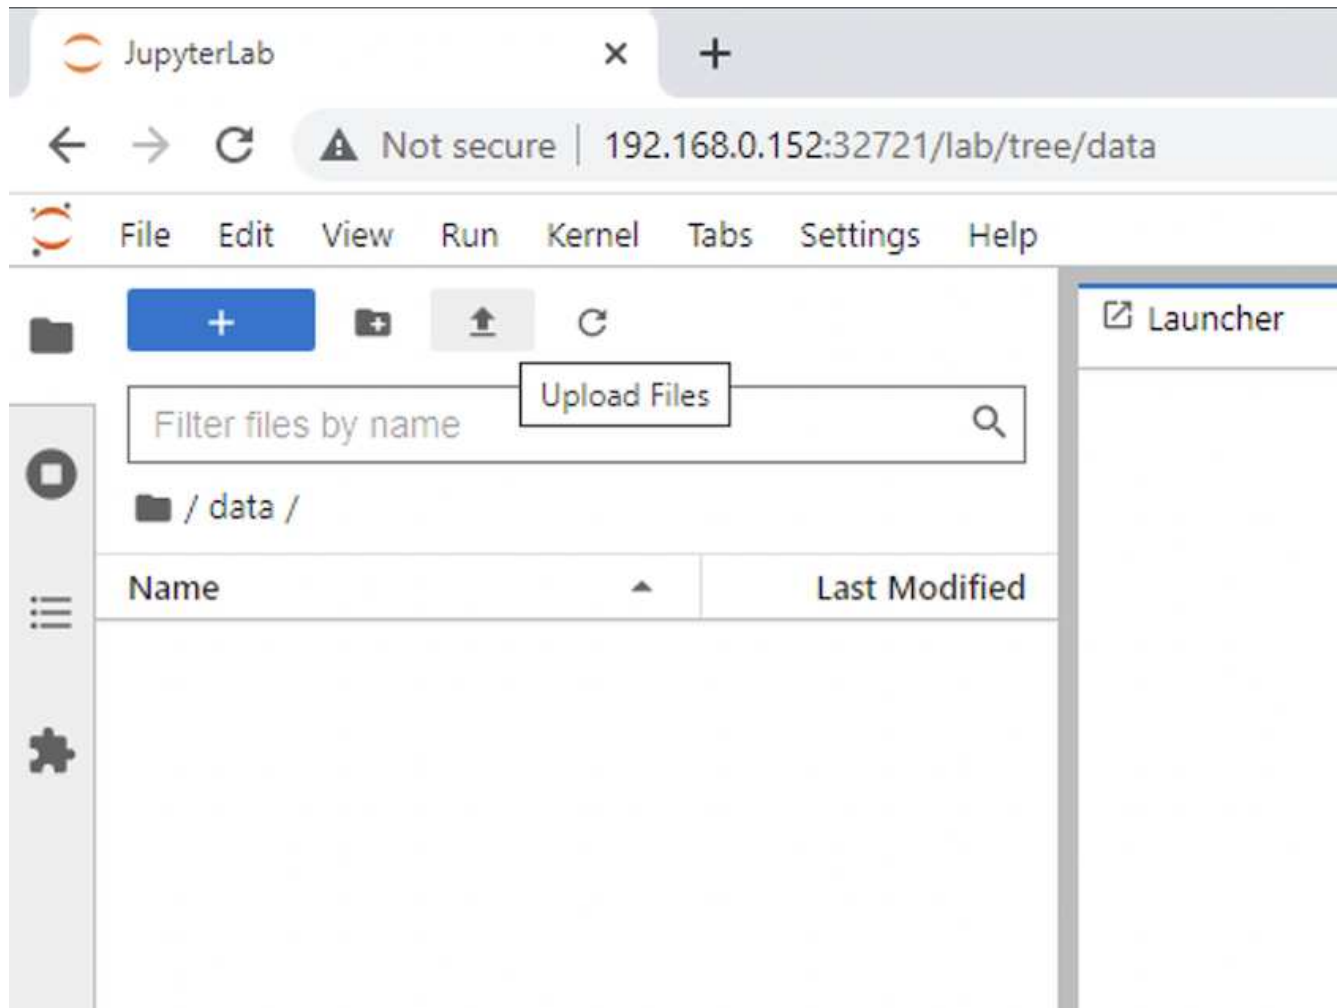 JupyterLab
Not secure | 192.168.0.152:32721/lab/tree/data
File Edit View Run Kernel Tabs Settings Help
Launcher
Upload Files
Filter files by name
/ data /
Name Last Modified